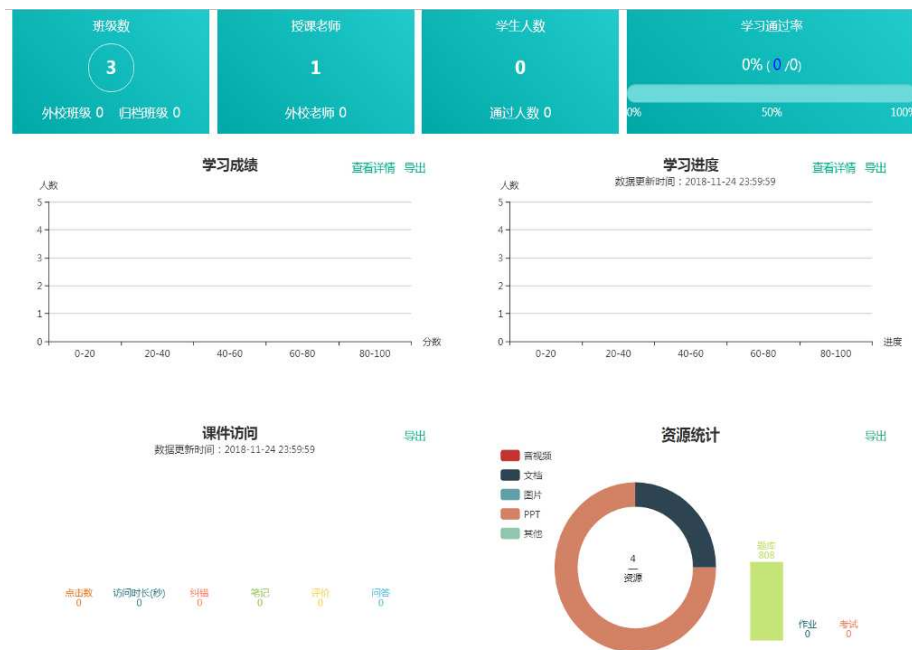 班级数
3
外校班级 0 归档班级 0
授课老师
1
外校老师 0
学生人数
0
通过人数 0
学习通过率
0% ( 0 /0)
0% 50% 100%
学习成绩
查看详情 导出
人数
5
4
3
2
1
0
0-20 20-40 40-60 60-80 80-100
分数
学习进度
查看详情 导出
数据更新时间：2018-11-24 23:59:59
人数
5
4
3
2
1
0
0-20 20-40 40-60 60-80 80-100
进度
课件访问
导出
数据更新时间：2018-11-24 23:59:59
点击数 访问时长(秒) 纠错 笔记 评价 问答
0 0 0 0 0 0
资源统计
导出
音视频
文档
图片
PPT
其他
4
资源
题库
808
作业 考试
0 0